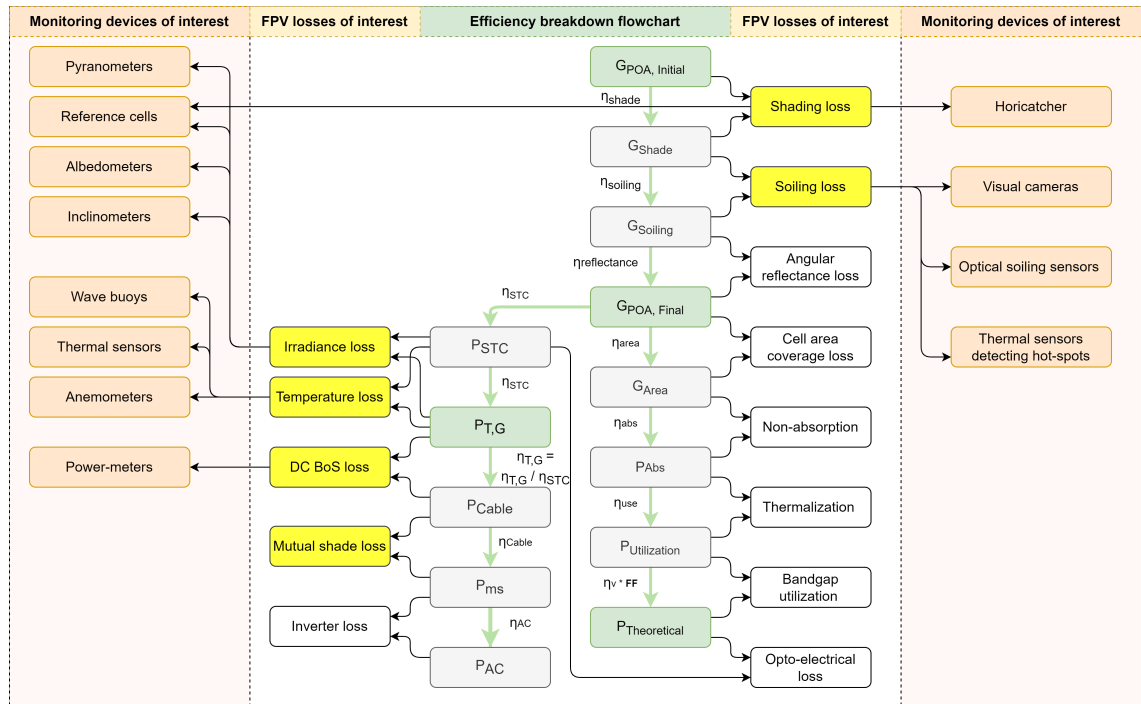 Monitoring devices of interest
FPV losses of interest
Efficiency breakdown flowchart
FPV losses of interest
Monitoring devices of interest
Pyranometers
Reference cells
Albedometers
Inclinometers
Wave buoys
Thermal sensors
Anemometers
Power-meters
Irradiance loss
Temperature loss
DC BoS loss
Mutual shade loss
Inverter loss
ηSTC
PSTC
ηSTC
PT,G
ηT,G =
ηT,G / ηSTC
PCable
ηCable
Pms
ηAC
PAC
GPOA, Initial
ηshade
GShade
ηsoiling
GSoiling
ηreflectance
GPOA, Final
ηarea
GArea
ηabs
PAbs
ηuse
PUtilization
ηv * FF
PTheoretical
Shading loss
Soiling loss
Angular
reflectance loss
Cell area
coverage loss
Non-absorption
Thermalization
Bandgap
utilization
Opto-electrical
loss
Horicatcher
Visual cameras
Optical soiling sensors
Thermal sensors
detecting hot-spots